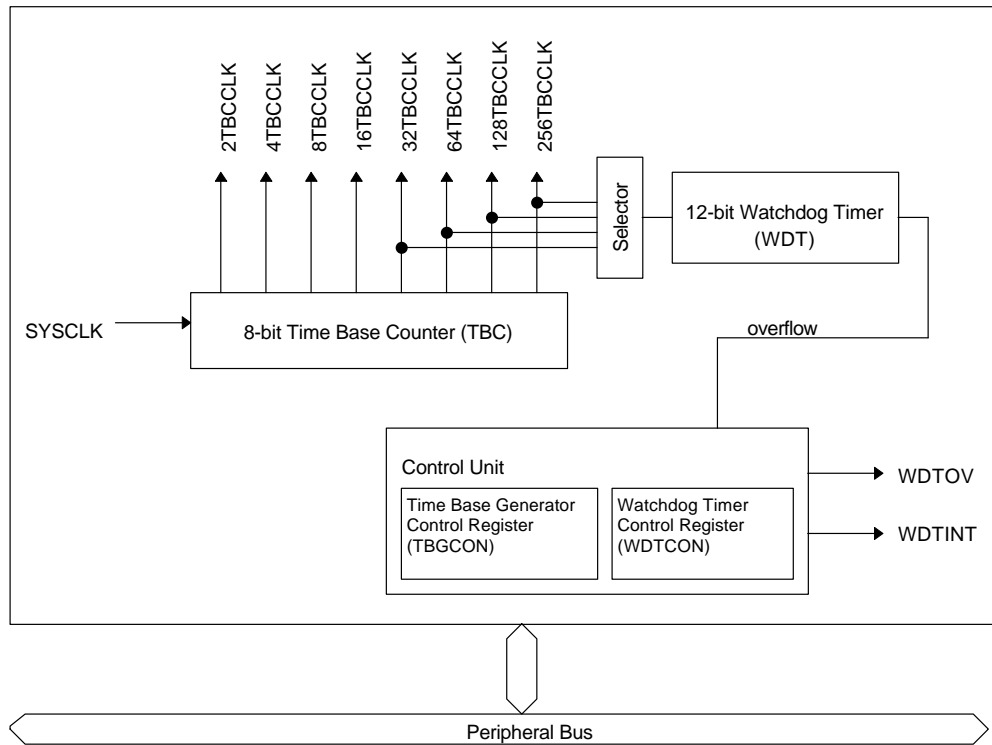 2TBCCLK
4TBCCLK
8TBCCLK
16TBCCLK
32TBCCLK
64TBCCLK
128TBCCLK
256TBCCLK
Selector
12-bit Watchdog Timer
(WDT)
SYSCLK
8-bit Time Base Counter (TBC)
overflow
Control Unit
Time Base Generator
Control Register
(TBGCON)
Watchdog Timer
Control Register
(WDTCON)
WDTOV
WDTINT
Peripheral Bus